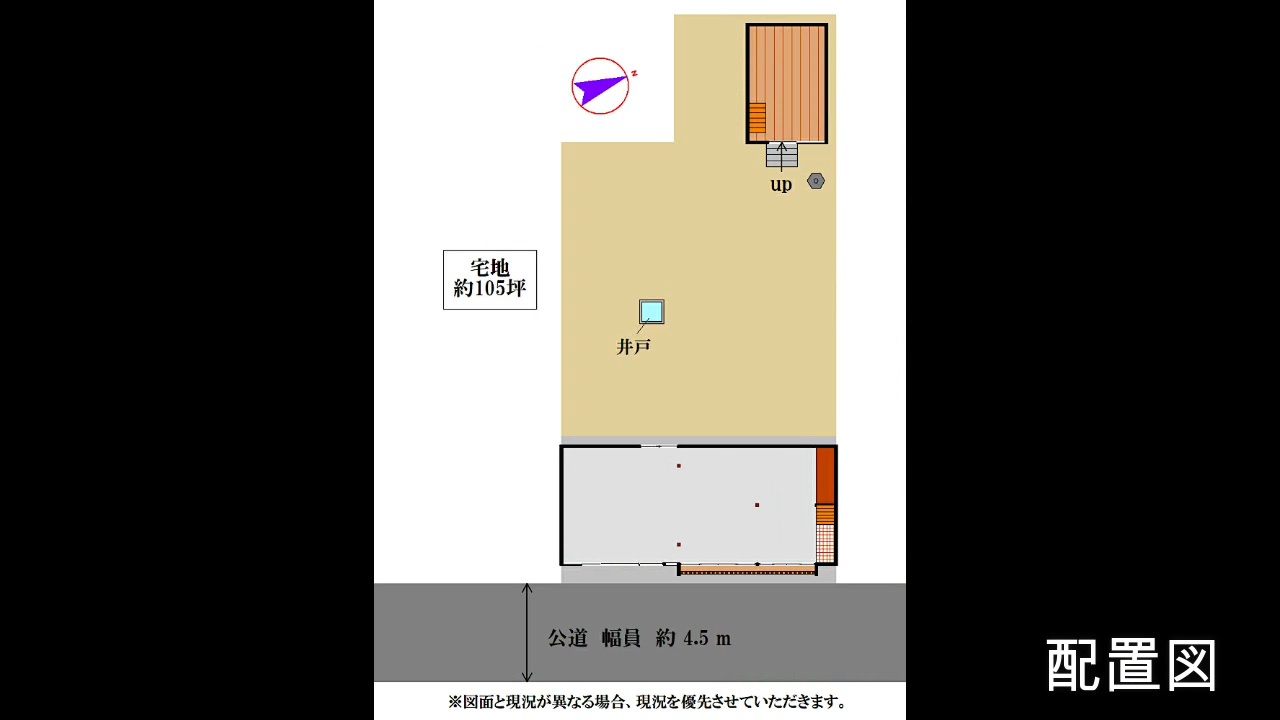 z
up
宅地
約105坪
井戸
公道 幅員 約 4.5 m
配置図
※図面と現況が異なる場合、現況を優先させていただきます。